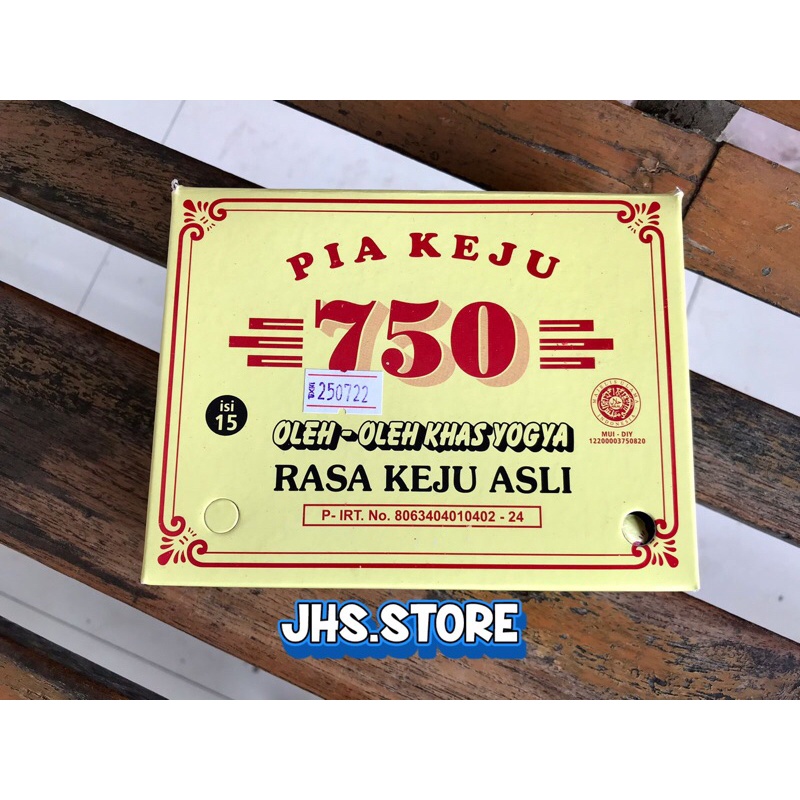 PIA KEJU
750
250722
isi
15
OLEH - OLEH KHAS YOGYA
RASA KEJU ASLI
MUI - DIY
12200003750820
P- IRT. No. 8063404010402 - 24
JHS.STORE